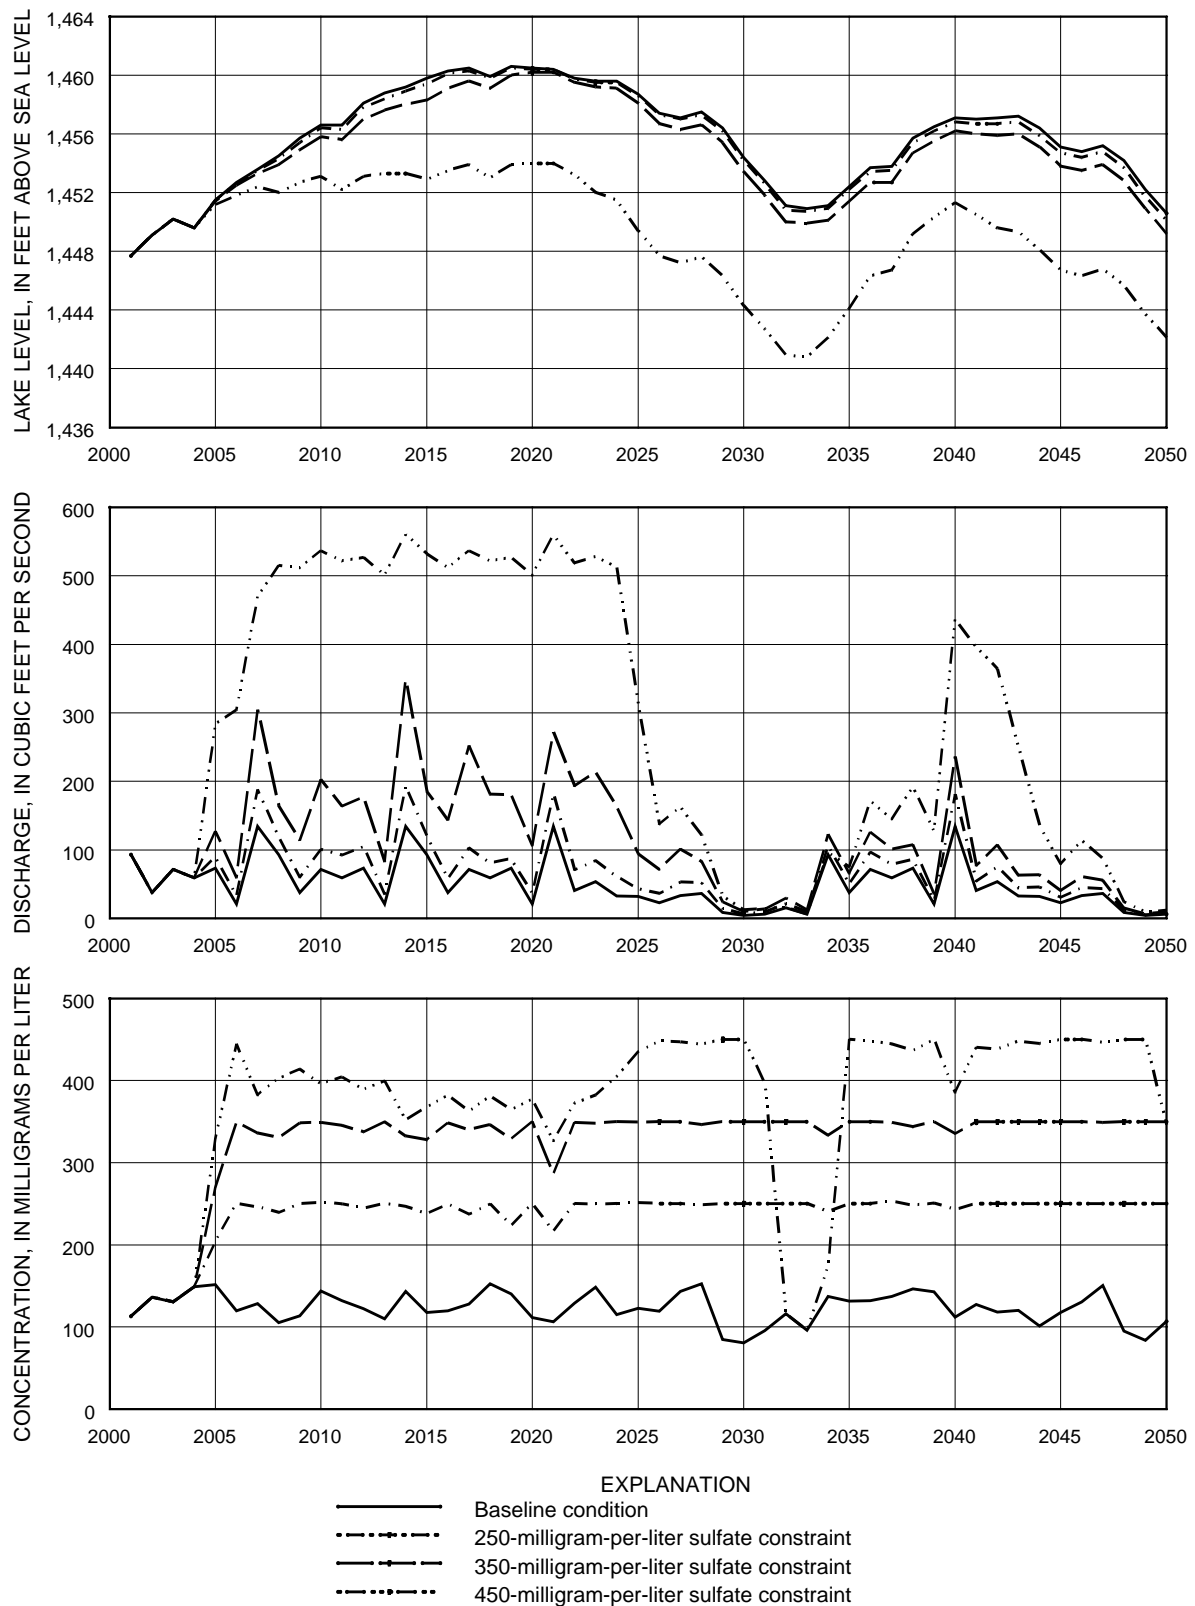 LAKE LEVEL, IN FEET ABOVE SEA LEVEL
1,464
1,460
1,456
1,452
1,448
1,444
1,440
1,436
2000 2005 2010 2015 2020 2025 2030 2035 2040 2045 2050
DISCHARGE, IN CUBIC FEET PER SECOND
600
500
400
300
200
100
0
2000 2005 2010 2015 2020 2025 2030 2035 2040 2045 2050
CONCENTRATION, IN MILLIGRAMS PER LITER
500
400
300
200
100
0
2000 2005 2010 2015 2020 2025 2030 2035 2040 2045 2050
EXPLANATION
Baseline condition
250-milligram-per-liter sulfate constraint
350-milligram-per-liter sulfate constraint
450-milligram-per-liter sulfate constraint